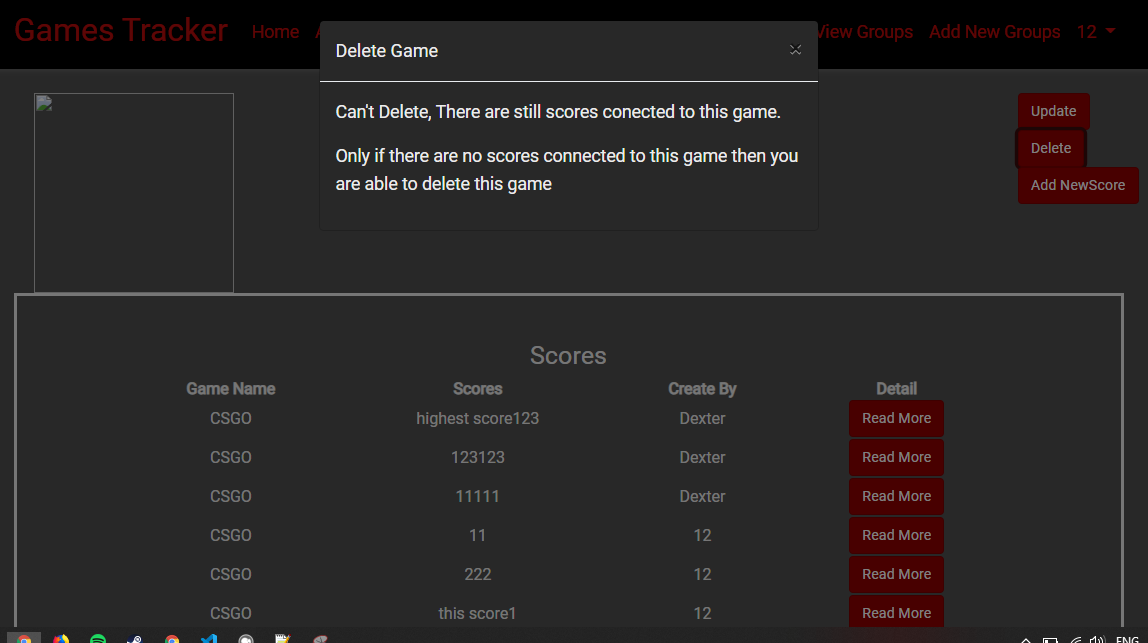 Games Tracker Home View Groups Add New Groups 12
Delete Game ×
Can't Delete, There are still scores conected to this game.
Only if there are no scores connected to this game then you
are able to delete this game
Update
Delete
Add NewScore
Scores
Game Name Scores Create By Detail
CSGO highest score123 Dexter Read More
CSGO 123123 Dexter Read More
CSGO 11111 Dexter Read More
CSGO 11 12 Read More
CSGO 222 12 Read More
CSGO this score1 12 Read More
ENG